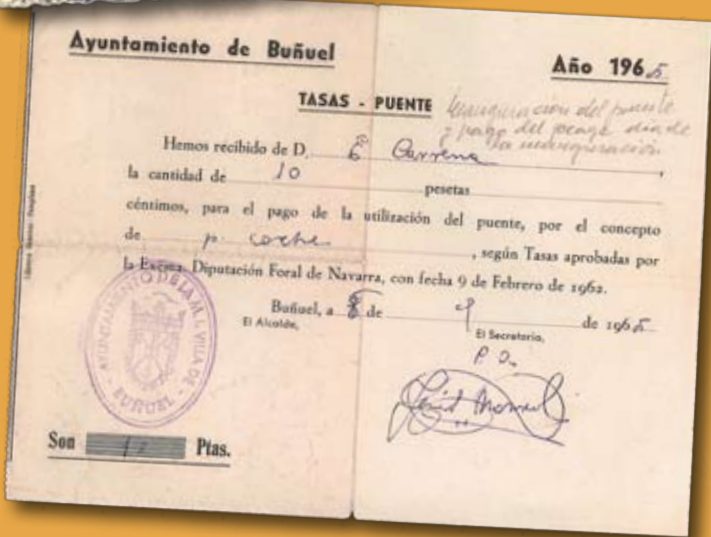 Ayuntamiento de Buñuel
Año 1965
TASAS - PUENTE
Inauguración del puente
y pago del peage día de
la inauguración
Hemos recibido de D. Carrera,
la cantidad de 10 pesetas
céntimos, para el pago de la utilización del puente, por el concepto
de p. coche, según Tasas aprobadas por
la Excma. Diputación Foral de Navarra, con fecha 9 de Febrero de 1962.
Buñuel, a 8 de 9 de 1965
El Alcalde,
El Secretario,
P. O.
AYUNTAMIENTO DE LA M. I. VILLA DE
- BUÑUEL -
Son Ptas.